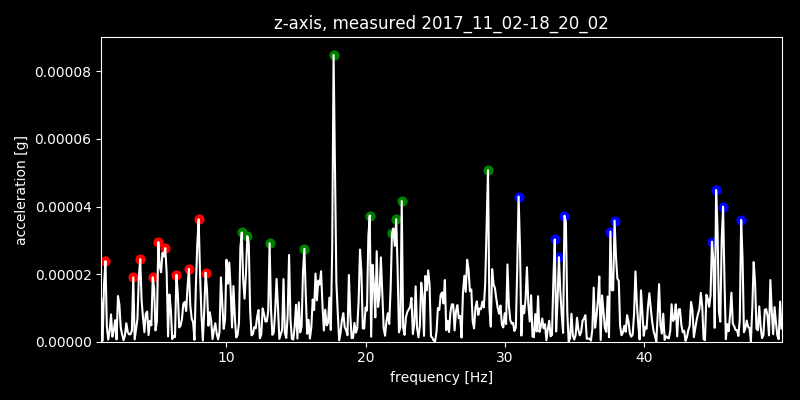 z-axis, measured 2017_11_02-18_20_02
0.00008
0.00006
0.00004
0.00002
0.00000
acceleration [g]
10 20 30 40
frequency [Hz]